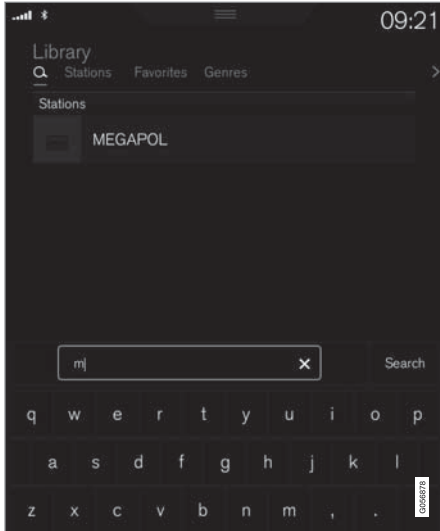 09:21
Library
Stations Favorites Genres
Stations
MEGAPOL
m
Search
q w e r t y u i o p
a s d f g h j k l
z x c v b n m , .
G056878